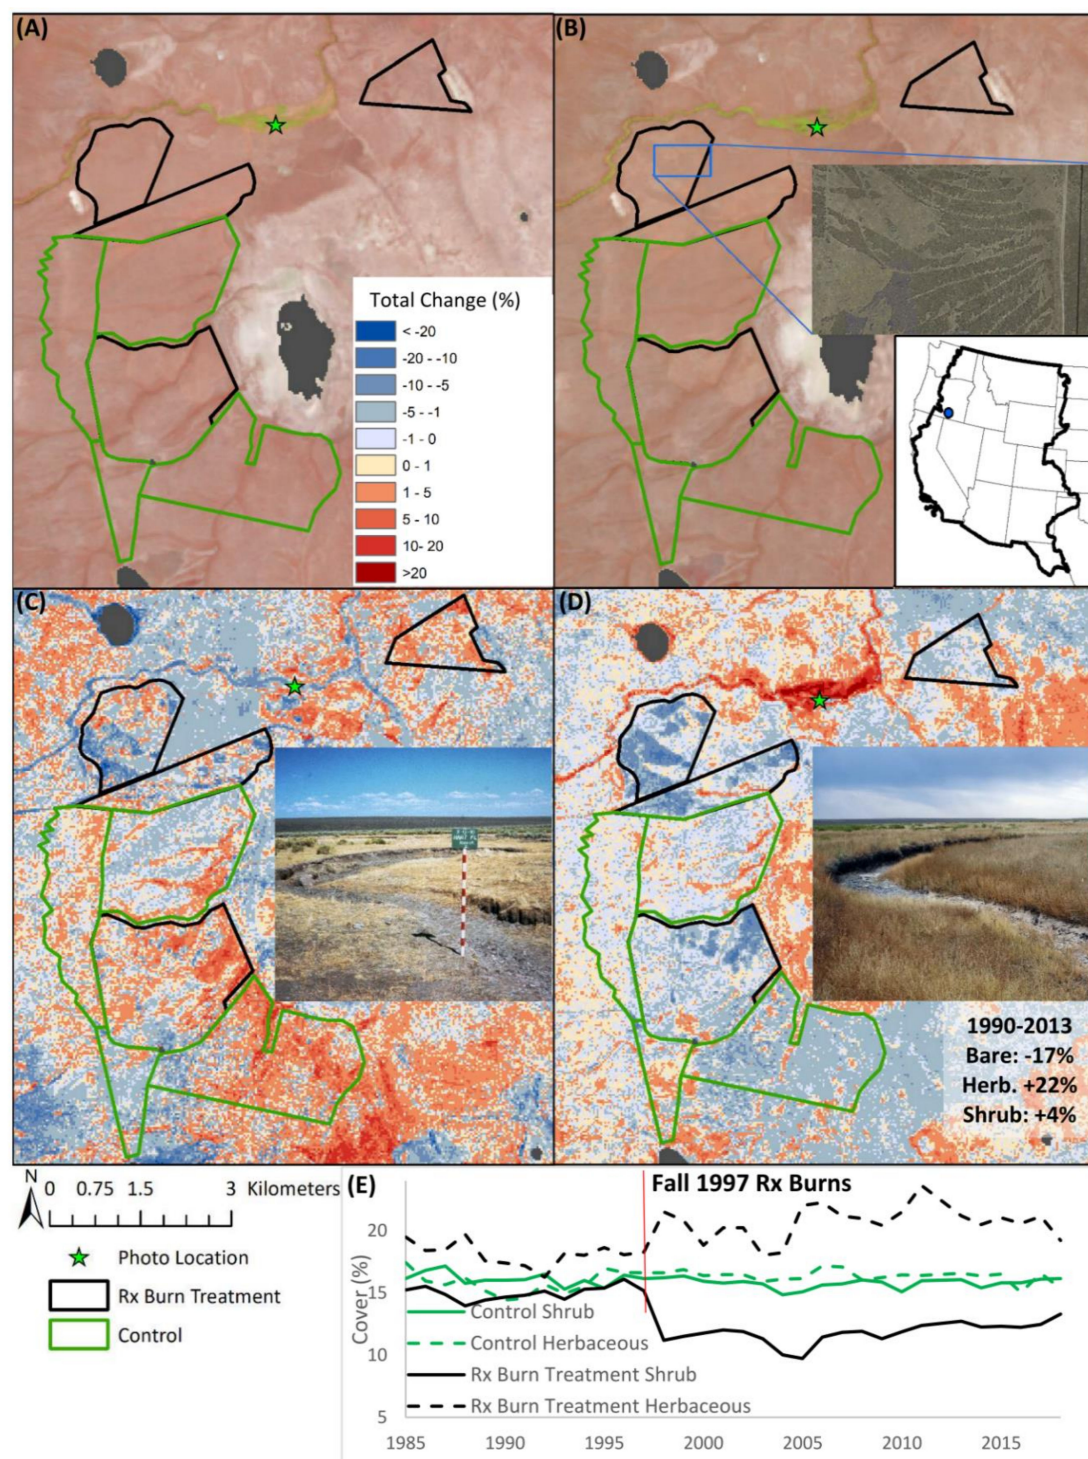 (A)
(B)
Total Change (%)
< -20
-20 - -10
-10 - -5
-5 - -1
-1 - 0
0 - 1
1 - 5
5 - 10
10- 20
>20
(C)
(D)
1990-2013
Bare: -17%
Herb. +22%
Shrub: +4%
N
0 0.75 1.5 3 Kilometers
Photo Location
Rx Burn Treatment
Control
(E)
Fall 1997 Rx Burns
Cover (%)
20
15
10
5
Control Shrub
Control Herbaceous
Rx Burn Treatment Shrub
Rx Burn Treatment Herbaceous
1985 1990 1995 2000 2005 2010 2015